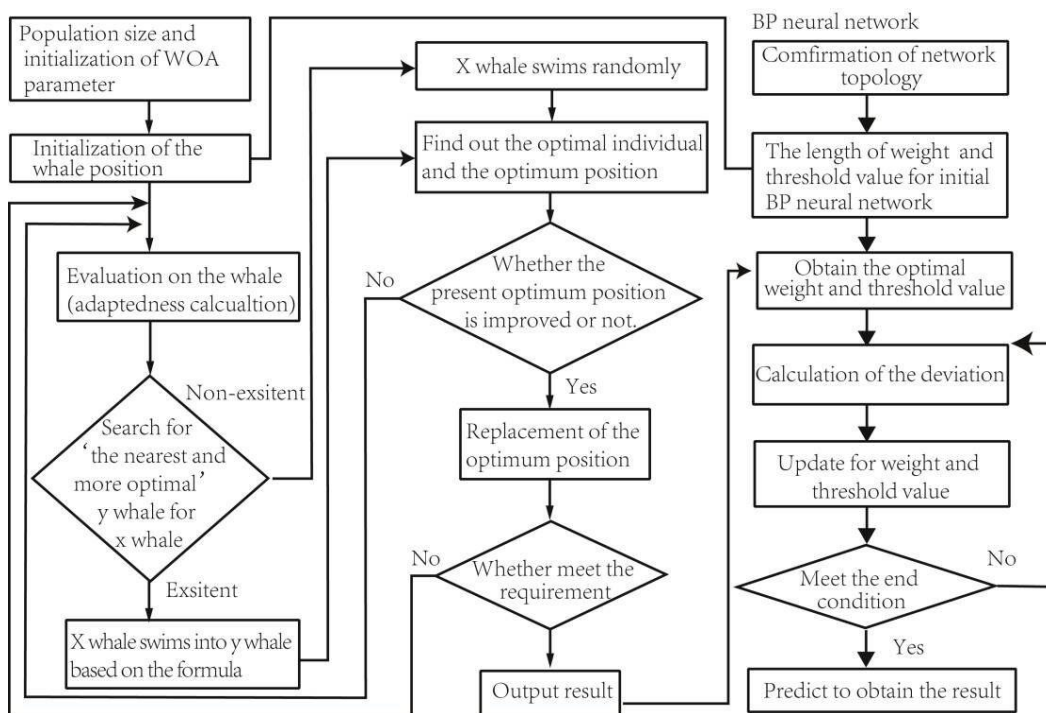 Population size and
initialization of WOA
parameter
Initialization of the
whale position
Evaluation on the whale
(adaptedness calcualtion)
Non-exsitent
Search for
‘the nearest and
more optimal’
y whale for
x whale
Exsitent
X whale swims into y whale
based on the formula
X whale swims randomly
Find out the optimal individual
and the optimum position
No
Whether the
present optimum position
is improved or not.
Yes
Replacement of the
optimum position
No
Whether meet the
requirement
Output result
BP neural network
Comfirmation of network
topology
The length of weight and
threshold value for initial
BP neural network
Obtain the optimal
weight and threshold value
Calculation of the deviation
Update for weight and
threshold value
Meet the end
condition
No
Yes
Predict to obtain the result